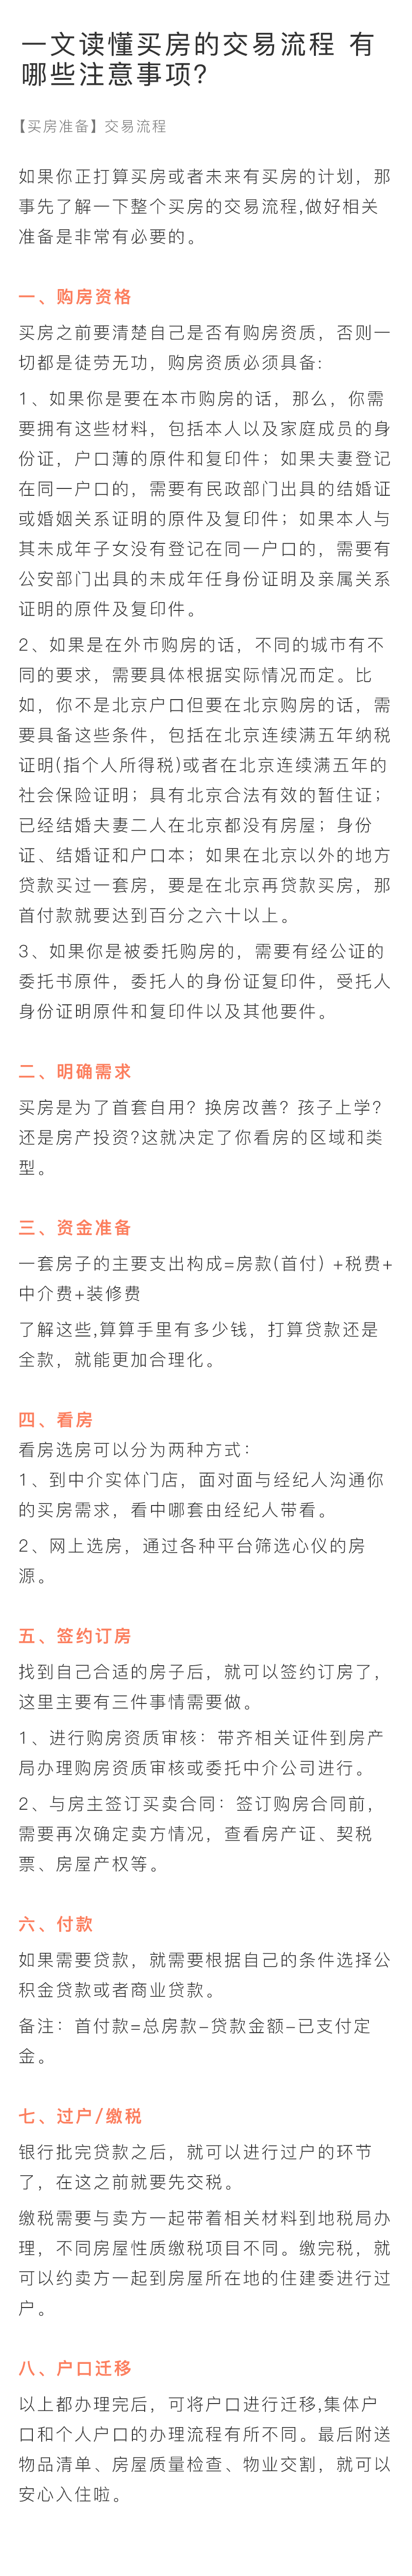 一文读懂买房的交易流程 有
哪些注意事项?
【买房准备】交易流程
如果你正打算买房或者未来有买房的计划，那
事先了解一下整个买房的交易流程,做好相关
准备是非常有必要的。
一、购房资格
买房之前要清楚自己是否有购房资质，否则一
切都是徒劳无功，购房资质必须具备:
1、如果你是要在本市购房的话，那么，你需
要拥有这些材料，包括本人以及家庭成员的身
份证，户口薄的原件和复印件；如果夫妻登记
在同一户口的，需要有民政部门出具的结婚证
或婚姻关系证明的原件及复印件；如果本人与
其未成年子女没有登记在同一户口的，需要有
公安部门出具的未成年任身份证明及亲属关系
证明的原件及复印件。
2、如果是在外市购房的话，不同的城市有不
同的要求，需要具体根据实际情况而定。比
如，你不是北京户口但要在北京购房的话，需
要具备这些条件，包括在北京连续满五年纳税
证明(指个人所得税)或者在北京连续满五年的
社会保险证明；具有北京合法有效的暂住证；
已经结婚夫妻二人在北京都没有房屋；身份
证、结婚证和户口本；如果在北京以外的地方
贷款买过一套房，要是在北京再贷款买房，那
首付款就要达到百分之六十以上。
3、如果你是被委托购房的，需要有经公证的
委托书原件，委托人的身份证复印件，受托人
身份证明原件和复印件以及其他要件。
二、明确需求
买房是为了首套自用？换房改善？孩子上学？
还是房产投资?这就决定了你看房的区域和类
型。
三、资金准备
一套房子的主要支出构成=房款(首付）+税费+
中介费+装修费
了解这些,算算手里有多少钱，打算贷款还是
全款，就能更加合理化。
四、看房
看房选房可以分为两种方式：
1、到中介实体门店，面对面与经纪人沟通你
的买房需求，看中哪套由经纪人带看。
2、网上选房，通过各种平台筛选心仪的房
源。
五、签约订房
找到自己合适的房子后，就可以签约订房了，
这里主要有三件事情需要做。
1、进行购房资质审核：带齐相关证件到房产
局办理购房资质审核或委托中介公司进行。
2、与房主签订买卖合同：签订购房合同前，
需要再次确定卖方情况，查看房产证、契税
票、房屋产权等。
六、付款
如果需要贷款，就需要根据自己的条件选择公
积金贷款或者商业贷款。
备注：首付款=总房款–贷款金额–已支付定
金。
七、过户/缴税
银行批完贷款之后，就可以进行过户的环节
了，在这之前就要先交税。
缴税需要与卖方一起带着相关材料到地税局办
理，不同房屋性质缴税项目不同。缴完税，就
可以约卖方一起到房屋所在地的住建委进行过
户。
八、户口迁移
以上都办理完后，可将户口进行迁移,集体户
口和个人户口的办理流程有所不同。最后附送
物品清单、房屋质量检查、物业交割，就可以
安心入住啦。